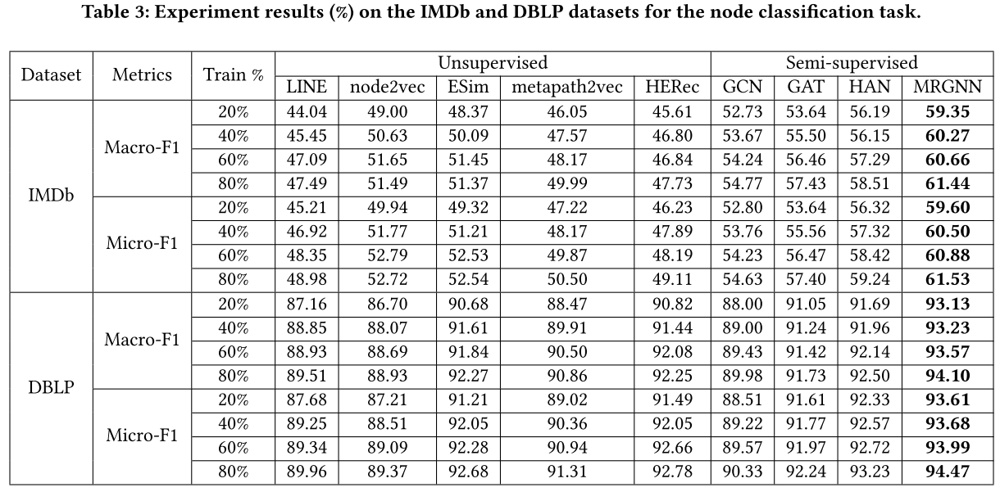 Table 3: Experiment results (%) on the IMDb and DBLP datasets for the node classification task.
Dataset Metrics Train % Unsupervised Semi-supervised
LINE node2vec ESim metapath2vec HERec GCN GAT HAN MRGNN
IMDb Macro-F1 20% 44.04 49.00 48.37 46.05 45.61 52.73 53.64 56.19 59.35
40% 45.45 50.63 50.09 47.57 46.80 53.67 55.50 56.15 60.27
60% 47.09 51.65 51.45 48.17 46.84 54.24 56.46 57.29 60.66
80% 47.49 51.49 51.37 49.99 47.73 54.77 57.43 58.51 61.44
Micro-F1 20% 45.21 49.94 49.32 47.22 46.23 52.80 53.64 56.32 59.60
40% 46.92 51.77 51.21 48.17 47.89 53.76 55.56 57.32 60.50
60% 48.35 52.79 52.53 49.87 48.19 54.23 56.47 58.42 60.88
80% 48.98 52.72 52.54 50.50 49.11 54.63 57.40 59.24 61.53
DBLP Macro-F1 20% 87.16 86.70 90.68 88.47 90.82 88.00 91.05 91.69 93.13
40% 88.85 88.07 91.61 89.91 91.44 89.00 91.24 91.96 93.23
60% 88.93 88.69 91.84 90.50 92.08 89.43 91.42 92.14 93.57
80% 89.51 88.93 92.27 90.86 92.25 89.98 91.73 92.50 94.10
Micro-F1 20% 87.68 87.21 91.21 89.02 91.49 88.51 91.61 92.33 93.61
40% 89.25 88.51 92.05 90.36 92.05 89.22 91.77 92.57 93.68
60% 89.34 89.09 92.28 90.94 92.66 89.57 91.97 92.72 93.99
80% 89.96 89.37 92.68 91.31 92.78 90.33 92.24 93.23 94.47